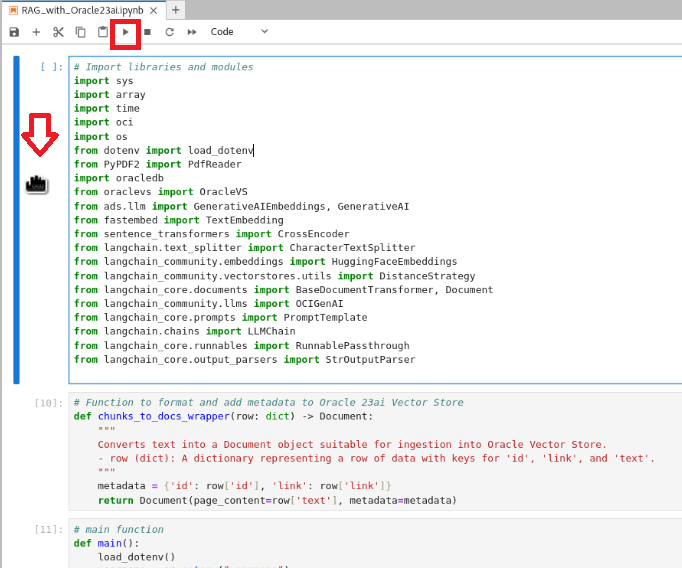 RAG_with_Oracle23ai.ipynb
Code
[ ]:
# Import libraries and modules
import sys
import array
import time
import oci
import os
from dotenv import load_dotenv
from PyPDF2 import PdfReader
import oracledb
from oraclevs import OracleVS
from ads.llm import GenerativeAIEmbeddings, GenerativeAI
from fastembed import TextEmbedding
from sentence_transformers import CrossEncoder
from langchain.text_splitter import CharacterTextSplitter
from langchain_community.embeddings import HuggingFaceEmbeddings
from langchain_community.vectorstores.utils import DistanceStrategy
from langchain_core.documents import BaseDocumentTransformer, Document
from langchain_community.llms import OCIGenAI
from langchain_core.prompts import PromptTemplate
from langchain.chains import LLMChain
from langchain_core.runnables import RunnablePassthrough
from langchain_core.output_parsers import StrOutputParser
[10]:
# Function to format and add metadata to Oracle 23ai Vector Store
def chunks_to_docs_wrapper(row: dict) -> Document:
"""
Converts text into a Document object suitable for ingestion into Oracle Vector Store.
- row (dict): A dictionary representing a row of data with keys for 'id', 'link', and 'text'.
"""
metadata = {'id': row['id'], 'link': row['link']}
return Document(page_content=row['text'], metadata=metadata)
[11]:
# main function
def main():
load_dotenv()